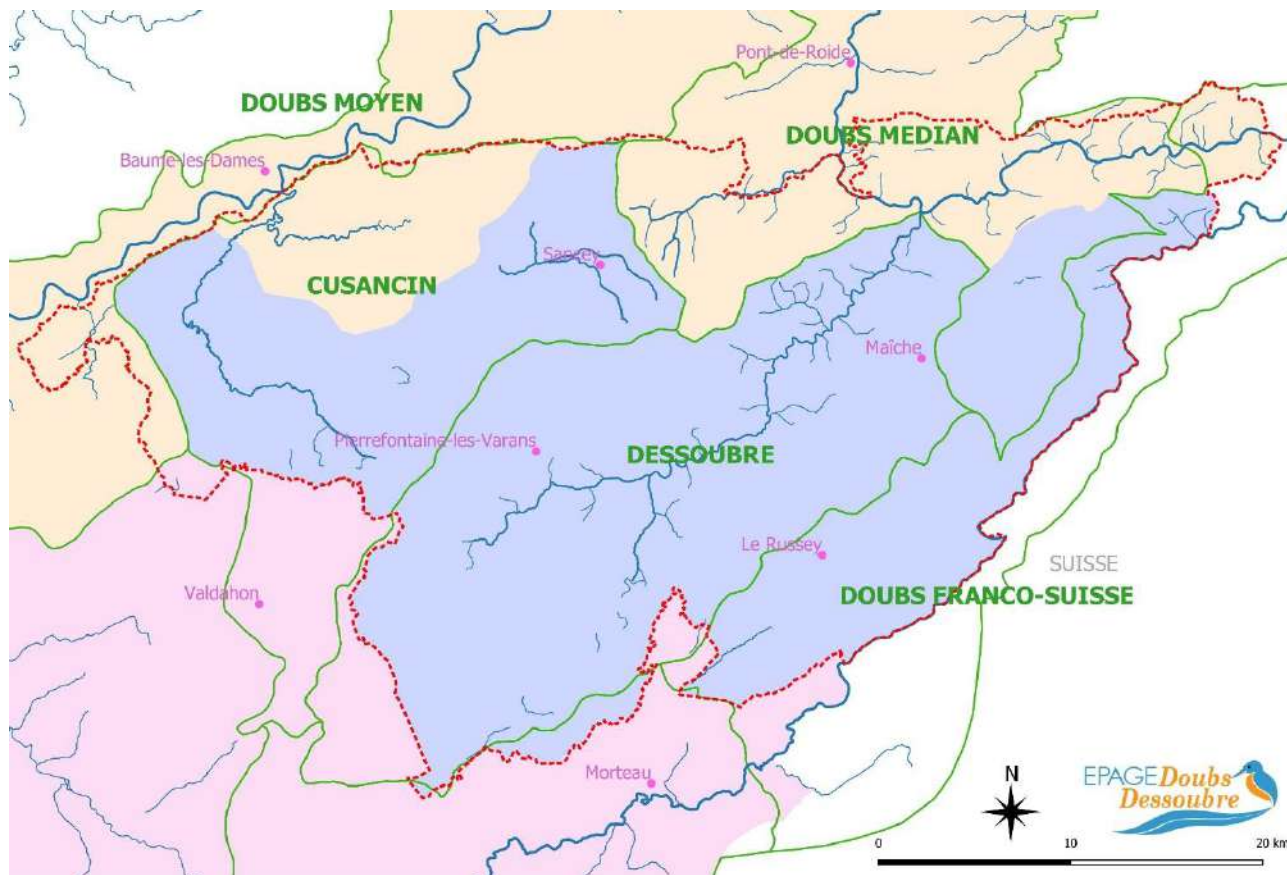 Pont-de-Roide
DOUBS MOYEN
DOUBS MEDIAN
Baume-les-Dames
Sancey
CUSANCIN
Maîche
Pierrefontaine-les-Varans
DESSOUBRE
Le Russey
SUISSE
Valdahon
DOUBS FRANCO-SUISSE
Morteau
N
EPAGE Doubs
Dessoubre
0 10 20 km